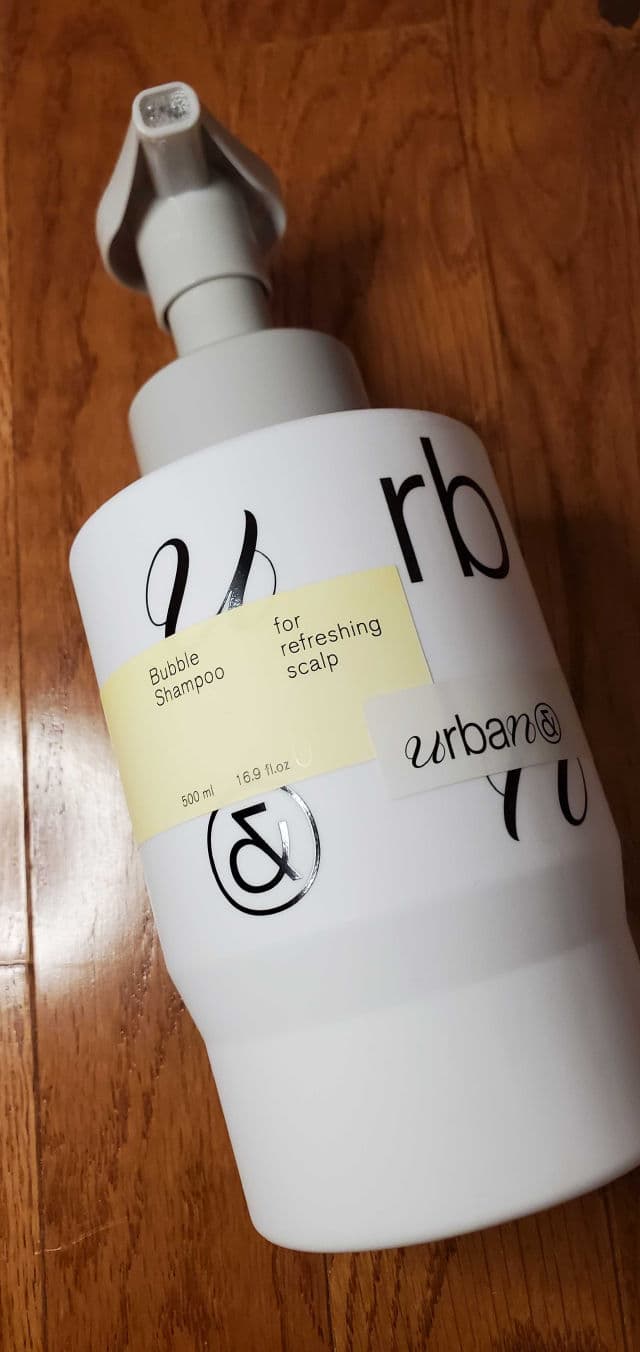 U rb
Bubble
Shampoo
for
refreshing
scalp
500 ml 16.9 fl.oz
urban&
& n